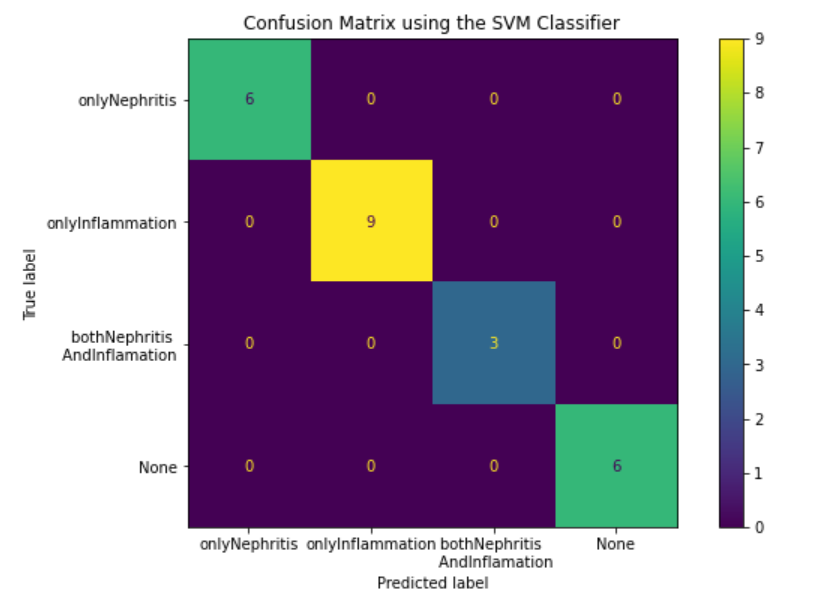 Confusion Matrix using the SVM Classifier
onlyNephritis
6 0 0 0
onlyInflammation
0 9 0 0
bothNephritis
AndInflamation
0 0 3 0
None
0 0 0 6
True label
onlyNephritis onlyInflammation bothNephritis None
AndInflamation
Predicted label
9
8
7
6
5
4
3
2
1
0